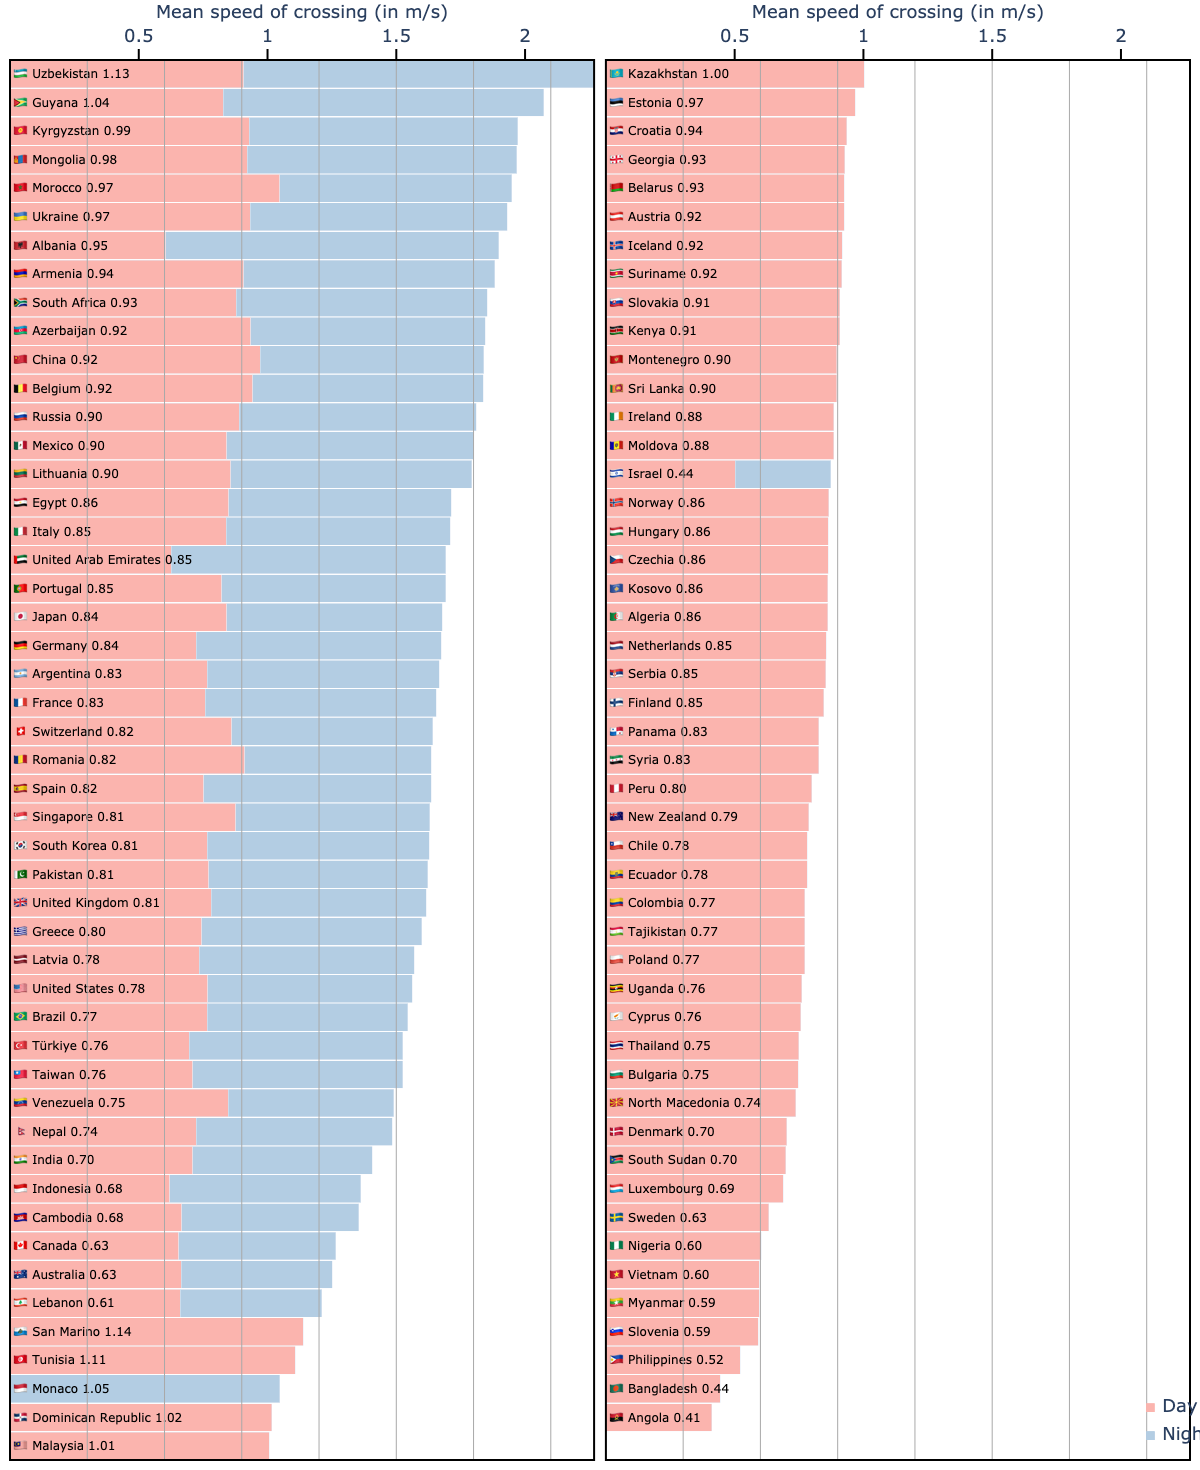 Mean speed of crossing (in m/s)
0.5 1 1.5 2
Uzbekistan 1.13
Guyana 1.04
Kyrgyzstan 0.99
Mongolia 0.98
Morocco 0.97
Ukraine 0.97
Albania 0.95
Armenia 0.94
South Africa 0.93
Azerbaijan 0.92
China 0.92
Belgium 0.92
Russia 0.90
Mexico 0.90
Lithuania 0.90
Egypt 0.86
Italy 0.85
United Arab Emirates 0.85
Portugal 0.85
Japan 0.84
Germany 0.84
Argentina 0.83
France 0.83
Switzerland 0.82
Romania 0.82
Spain 0.82
Singapore 0.81
South Korea 0.81
Pakistan 0.81
United Kingdom 0.81
Greece 0.80
Latvia 0.78
United States 0.78
Brazil 0.77
Türkiye 0.76
Taiwan 0.76
Venezuela 0.75
Nepal 0.74
India 0.70
Indonesia 0.68
Cambodia 0.68
Canada 0.63
Australia 0.63
Lebanon 0.61
San Marino 1.14
Tunisia 1.11
Monaco 1.05
Dominican Republic 1.02
Malaysia 1.01
Mean speed of crossing (in m/s)
0.5 1 1.5 2
Kazakhstan 1.00
Estonia 0.97
Croatia 0.94
Georgia 0.93
Belarus 0.93
Austria 0.92
Iceland 0.92
Suriname 0.92
Slovakia 0.91
Kenya 0.91
Montenegro 0.90
Sri Lanka 0.90
Ireland 0.88
Moldova 0.88
Israel 0.44
Norway 0.86
Hungary 0.86
Czechia 0.86
Kosovo 0.86
Algeria 0.86
Netherlands 0.85
Serbia 0.85
Finland 0.85
Panama 0.83
Syria 0.83
Peru 0.80
New Zealand 0.79
Chile 0.78
Ecuador 0.78
Colombia 0.77
Tajikistan 0.77
Poland 0.77
Uganda 0.76
Cyprus 0.76
Thailand 0.75
Bulgaria 0.75
North Macedonia 0.74
Denmark 0.70
South Sudan 0.70
Luxembourg 0.69
Sweden 0.63
Nigeria 0.60
Vietnam 0.60
Myanmar 0.59
Slovenia 0.59
Philippines 0.52
Bangladesh 0.44
Angola 0.41
Day
Nigh